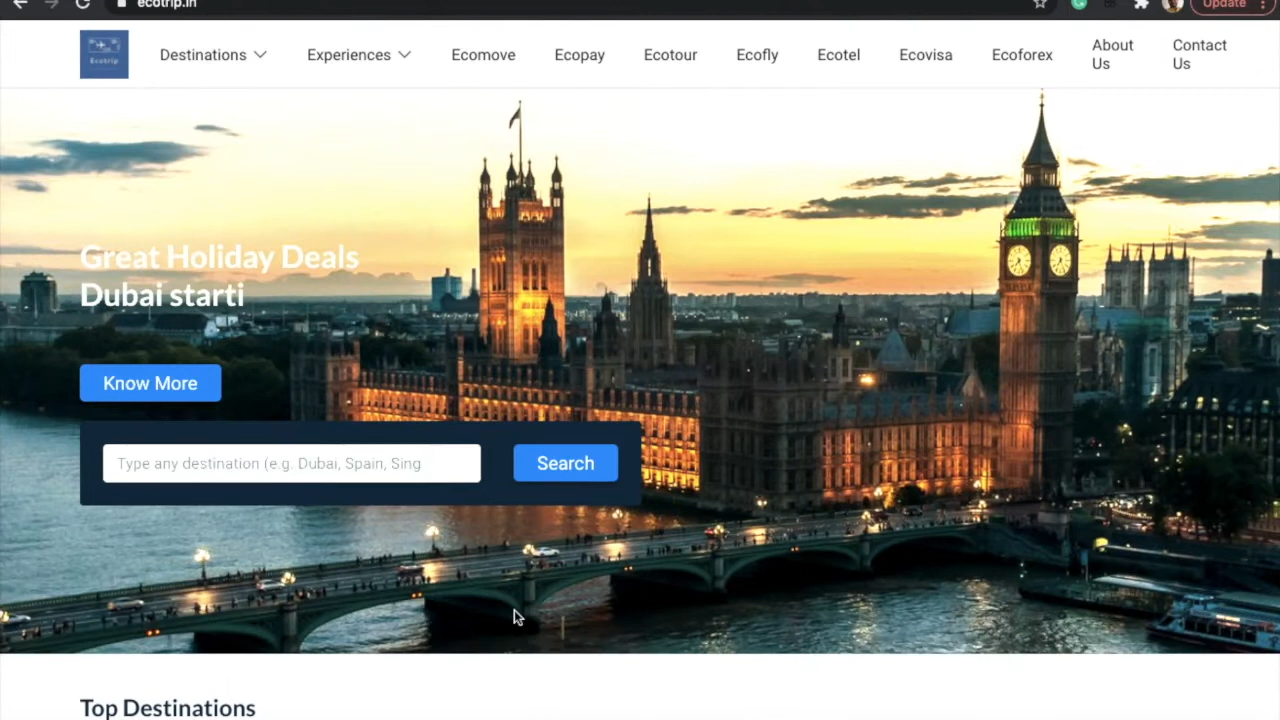 ecotrip.in
Update
Ecotrip
Destinations
Experiences
Ecomove
Ecopay
Ecotour
Ecofly
Ecotel
Ecovisa
Ecoforex
About Us
Contact Us
Great Holiday Deals
Dubai starti
Know More
Type any destination (e.g. Dubai, Spain, Sing
Search
Top Destinations